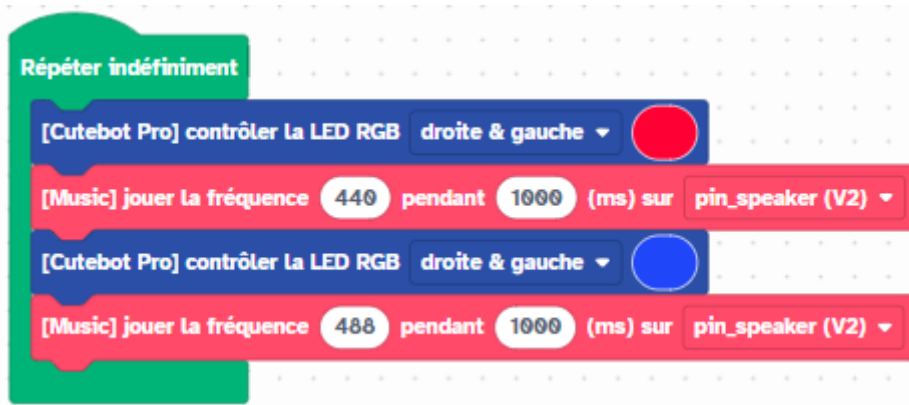 Répéter indéfiniment
[Cutebot Pro] contrôler la LED RGB droite & gauche
[Music] jouer la fréquence 440 pendant 1000 (ms) sur pin_speaker (V2)
[Cutebot Pro] contrôler la LED RGB droite & gauche
[Music] jouer la fréquence 488 pendant 1000 (ms) sur pin_speaker (V2)